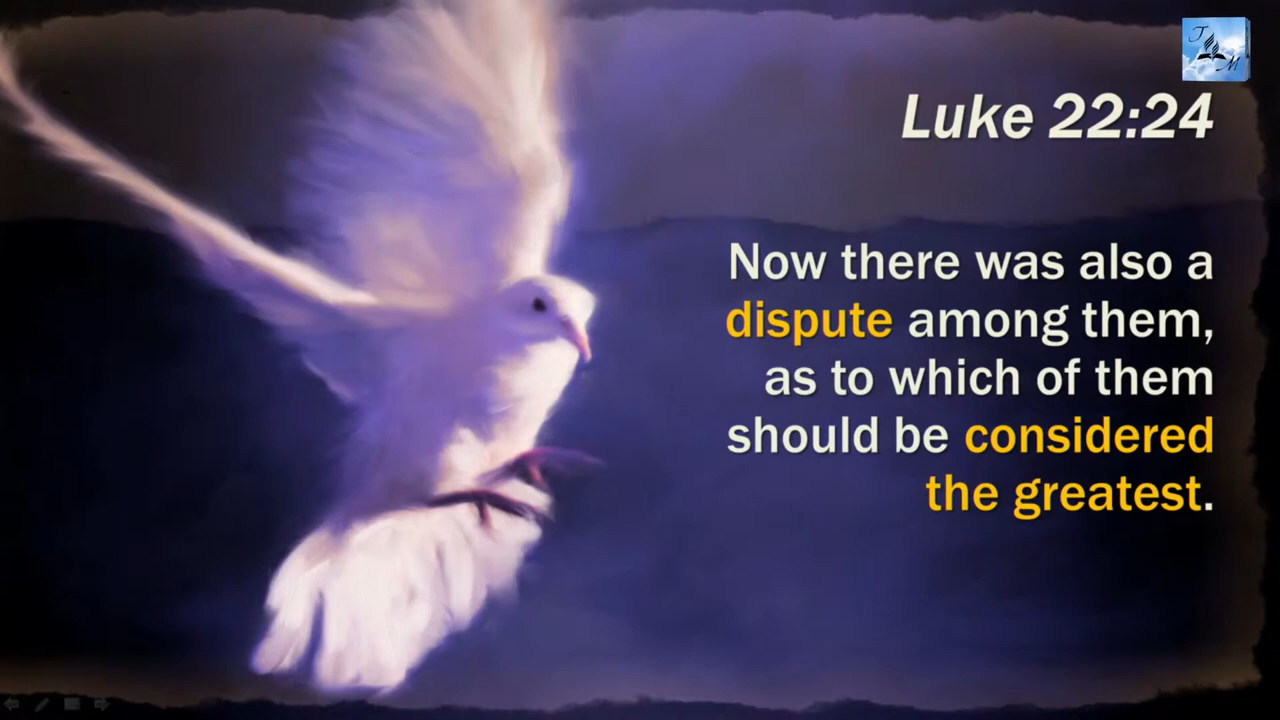 J
M
Luke 22:24
Now there was also a
dispute among them,
as to which of them
should be considered
the greatest.